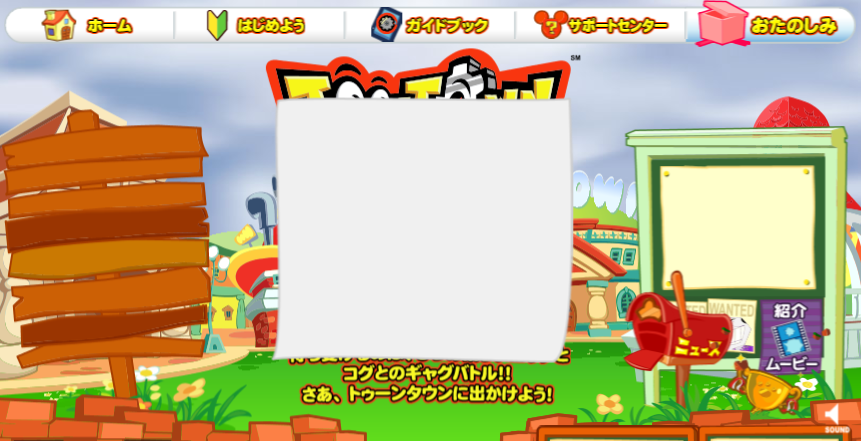 ホーム
はじめよう
ガイドブック
サポートセンター
おたのしみ
SM
WANTED
紹介
ムービー
ニュース
コグとのギャグバトル!!
さあ、トゥーンタウンに出かけよう!
SOUND